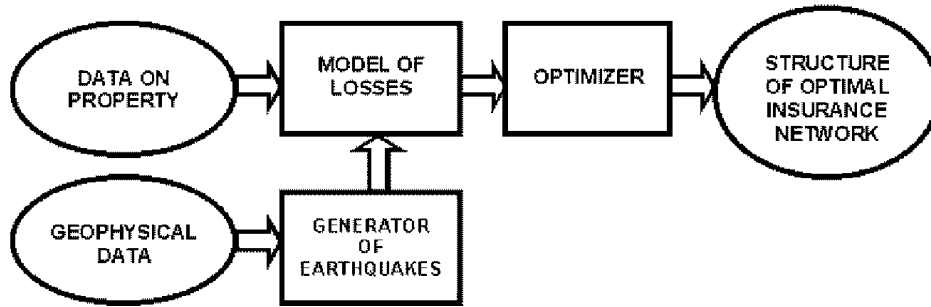 DATA ON
PROPERTY
MODEL OF
LOSSES
OPTIMIZER
STRUCTURE
OF OPTIMAL
INSURANCE
NETWORK
GEOPHYSICAL
DATA
GENERATOR
OF
EARTHQUAKES